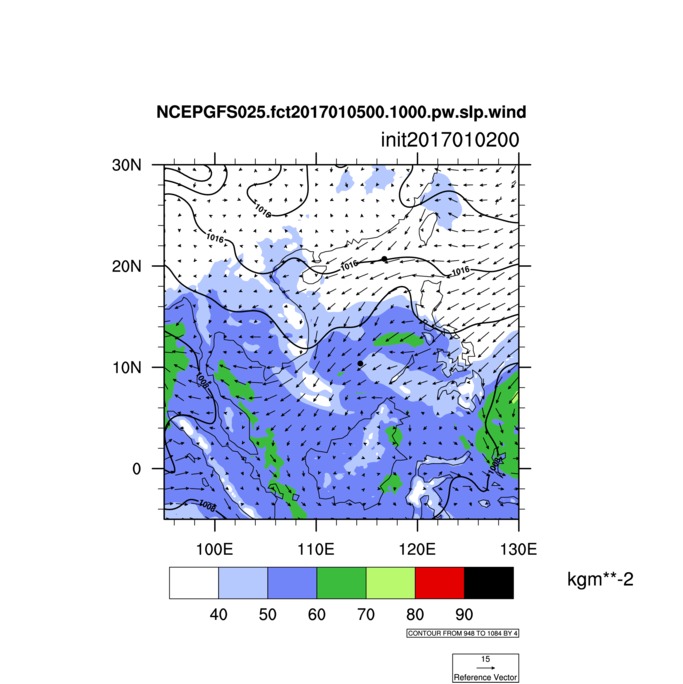 NCEPGFS025.fct2017010500.1000.pw.slp.wind
init2017010200
30N
1016
1016
20N
1016
1016
10N
1008
0
1008
1008
100E 110E 120E 130E
kgm**-2
40 50 60 70 80 90
CONTOUR FROM 948 TO 1084 BY 4
15
Reference Vector